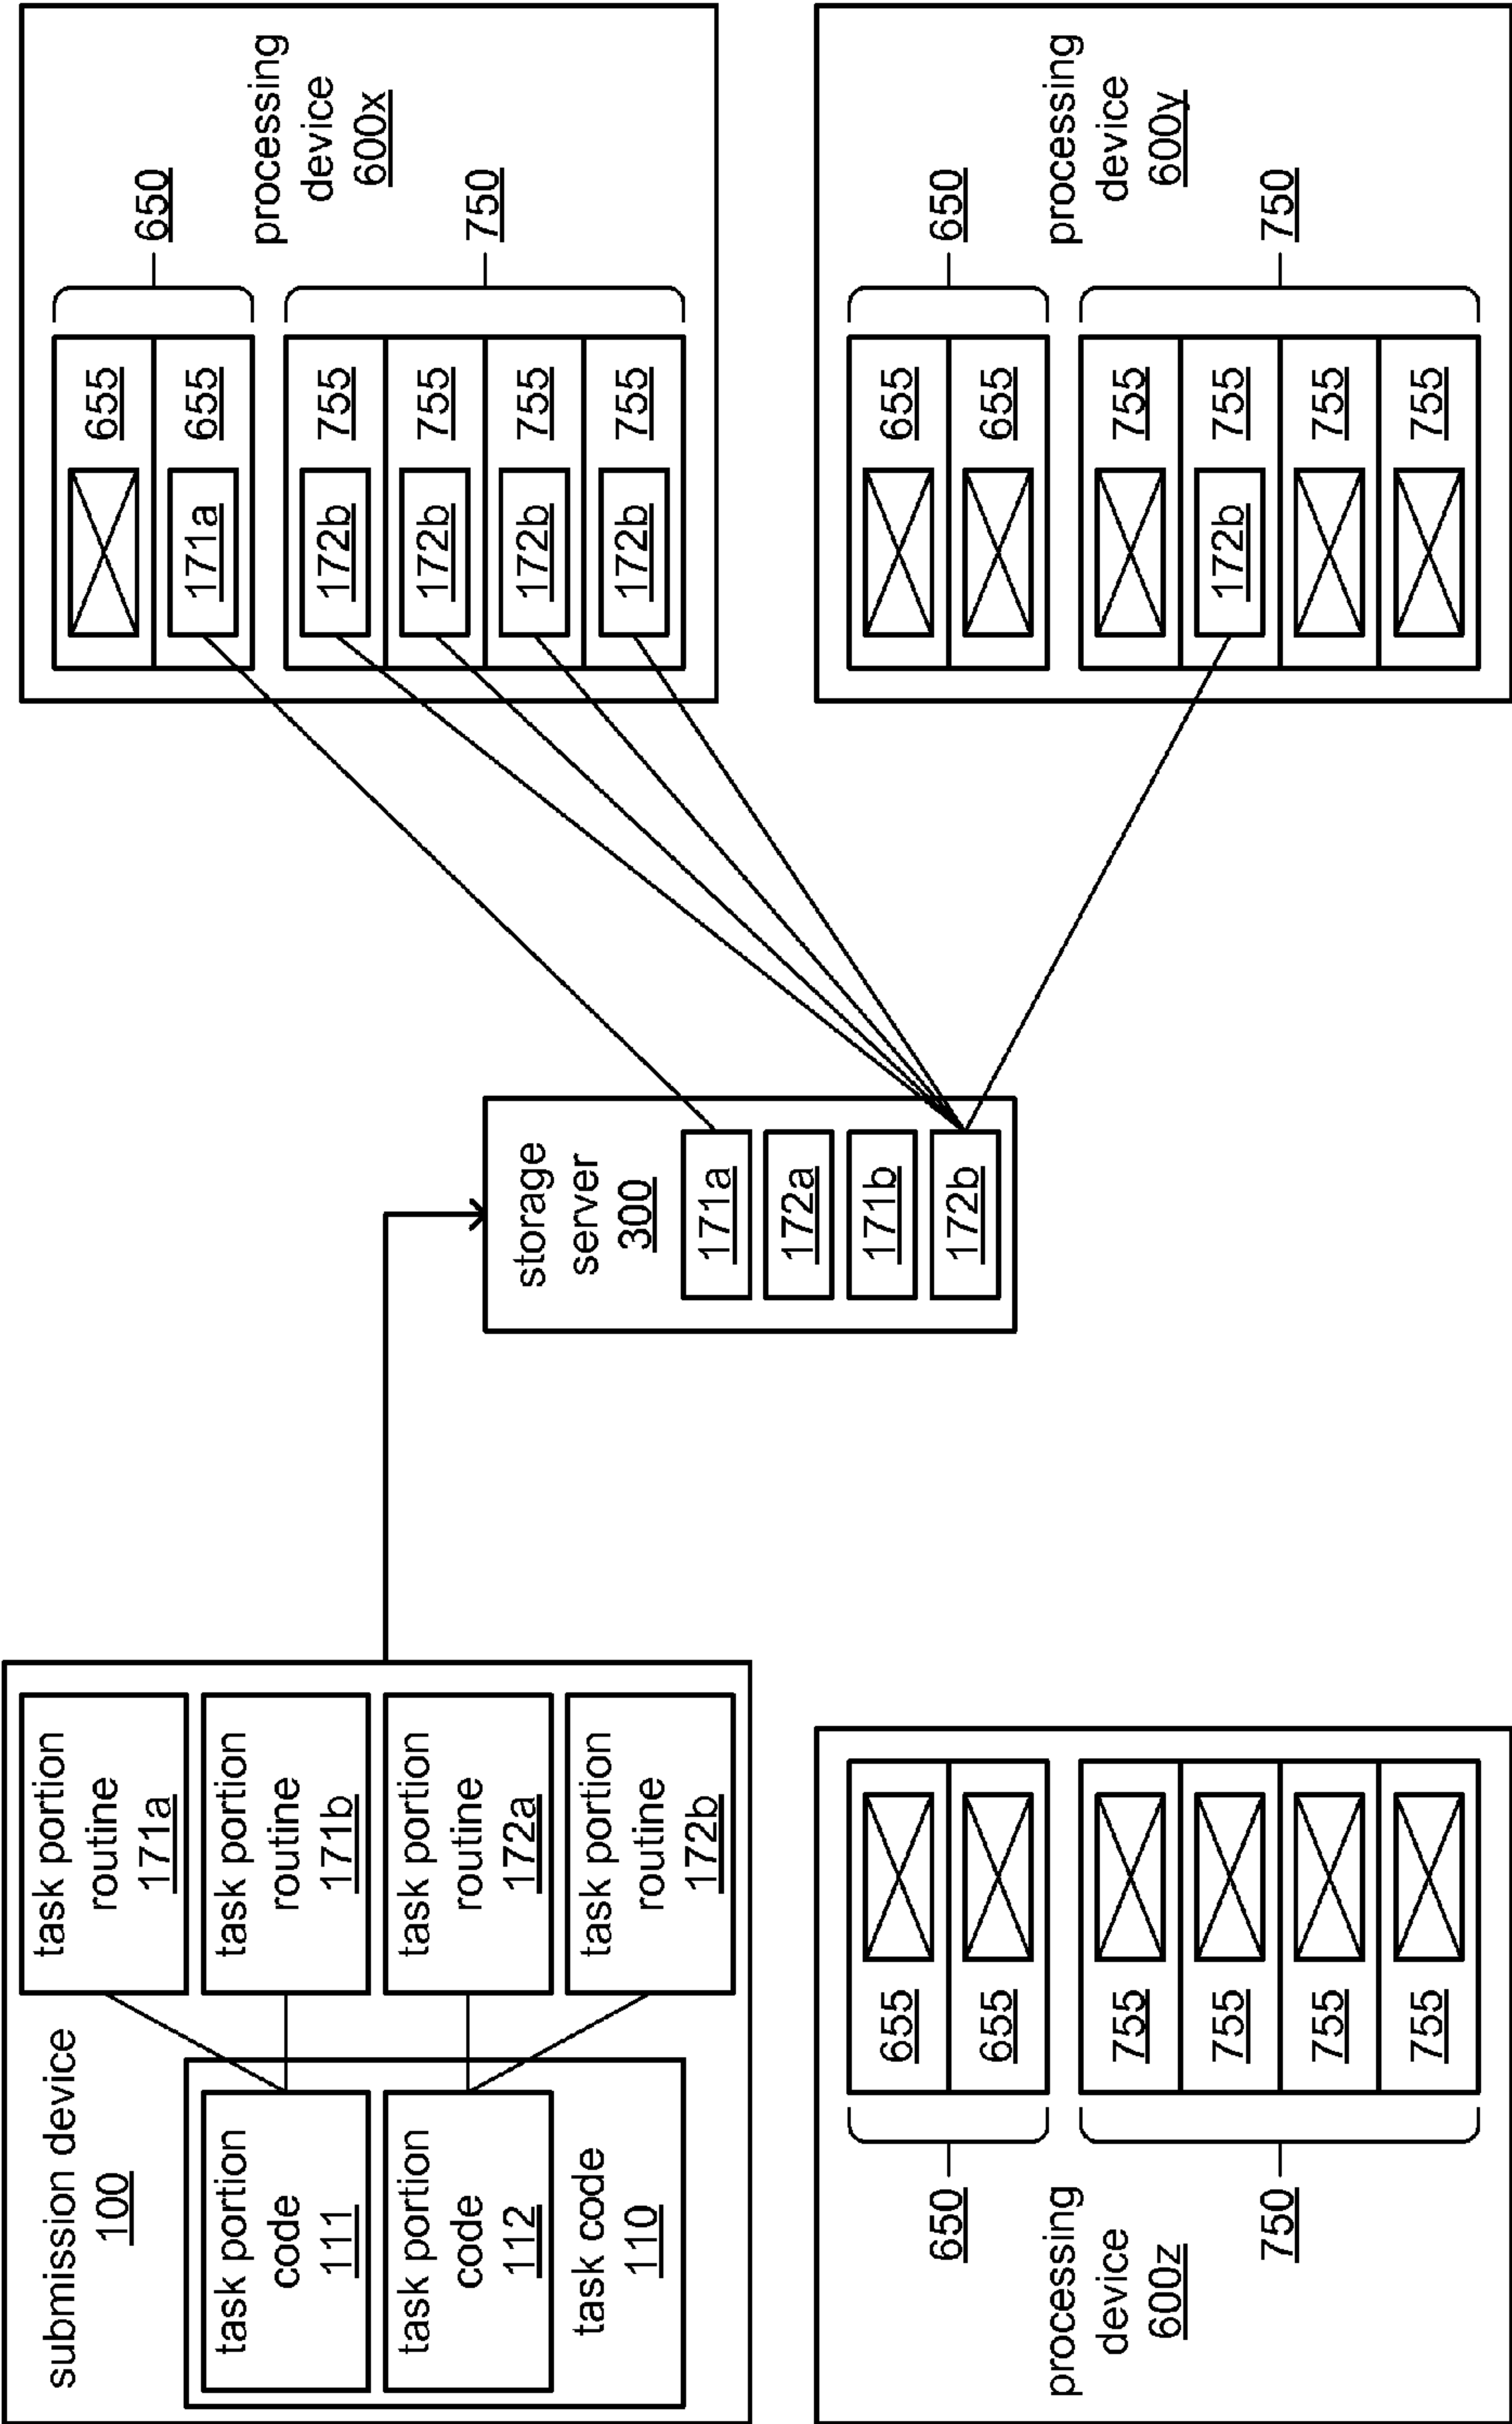 submission device
100
task portion
code
111
task portion
code
112
task code
110
task portion
routine
171a
task portion
routine
171b
task portion
routine
172a
task portion
routine
172b
storage
server
300
171a
172a
171b
172b
655
171a
655
650
172b
755
172b
755
172b
755
172b
755
750
processing
device
600x
655
655
650
755
172b
755
755
755
750
processing
device
600y
processing
device
600z
650
655
655
750
755
755
755
755